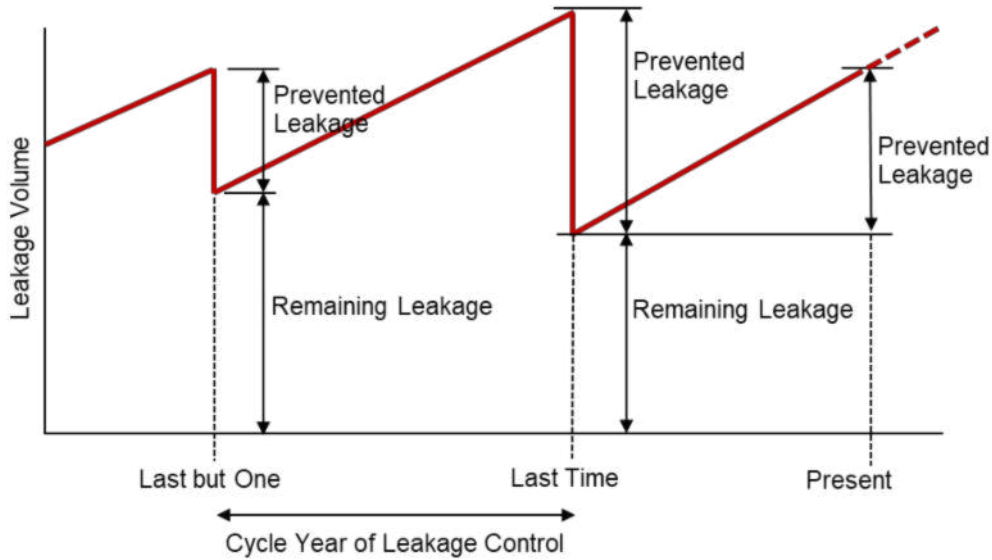 Leakage Volume
Prevented
Leakage
Remaining Leakage
Prevented
Leakage
Remaining Leakage
Prevented
Leakage
Last but One
Last Time
Present
Cycle Year of Leakage Control